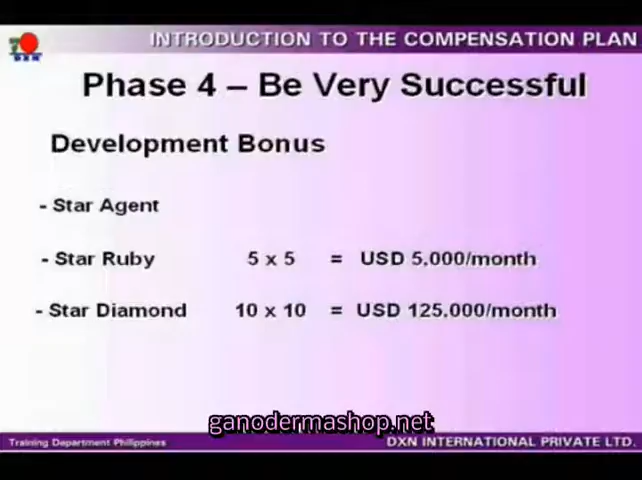 INTRODUCTION TO THE COMPENSATION PLAN
DXN
Phase 4 – Be Very Successful
Development Bonus
- Star Agent
- Star Ruby 5 x 5 = USD 5,000/month
- Star Diamond 10 x 10 = USD 125,000/month
ganodermashop.net
Training Department Philippines
DXN INTERNATIONAL PRIVATE LTD.